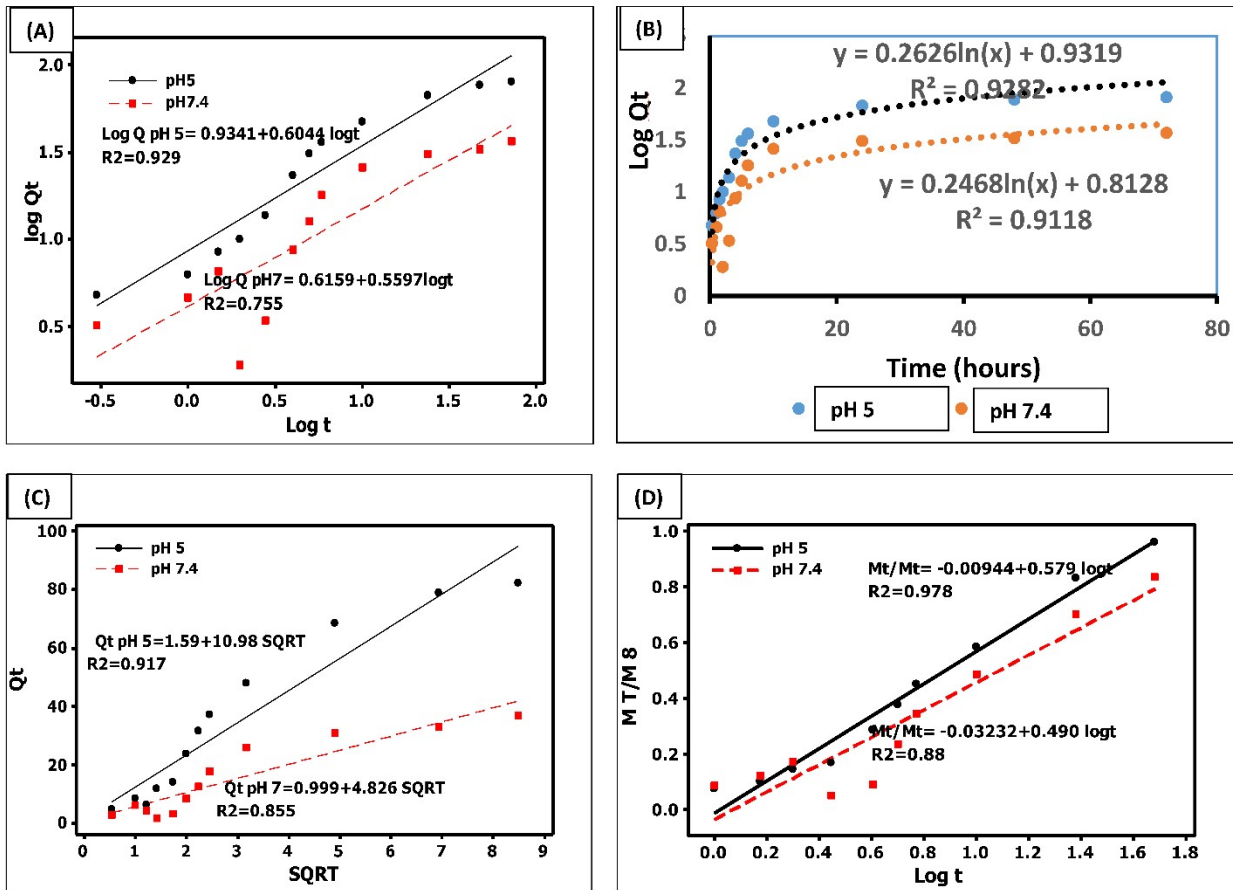 (A)
2.0
1.5
1.0
0.5
log Qt
pH5
pH7.4
Log Q pH 5= 0.9341+0.6044 logt
R2=0.929
Log Q pH7= 0.6159+0.5597logt
R2=0.755
-0.5
0.0
0.5
1.0
1.5
2.0
Log t
(B)
y = 0.2626ln(x) + 0.9319
R² = 0.9282
2
1.5
1
0.5
0
Log Qt
y = 0.2468ln(x) + 0.8128
R² = 0.9118
0
20
40
60
80
Time (hours)
pH 5
pH 7.4
(C)
100
80
60
40
20
0
Qt
pH 5
pH 7.4
Qt pH 5=1.59+10.98 SQRT
R2=0.917
Qt pH 7=0.999+4.826 SQRT
R2=0.855
0
1
2
3
4
5
6
7
8
9
SQRT
(D)
1.0
0.8
0.6
0.4
0.2
0.0
M T/M 8
pH 5
pH 7.4
Mt/Mt= -0.00944+0.579 logt
R2=0.978
Mt/Mt= -0.03232+0.490 logt
R2=0.88
0.0
0.2
0.4
0.6
0.8
1.0
1.2
1.4
1.6
1.8
Log t